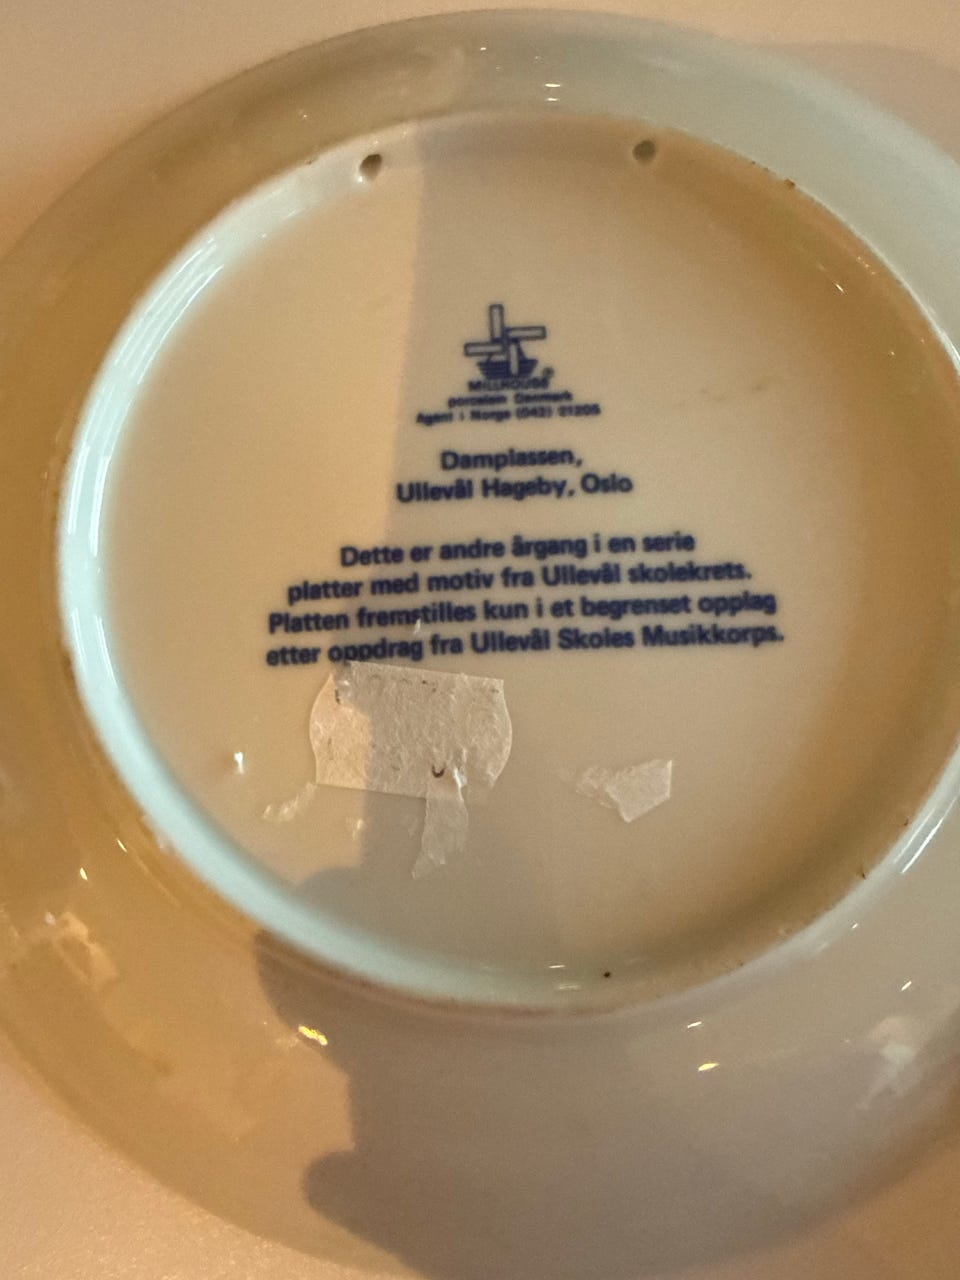 MILLHOUSE®
porcelain Denmark
Agent i Norge (042) 21205
Damplassen,
Ullevål Hageby, Oslo
Dette er andre årgang i en serie
platter med motiv fra Ullevål skolekrets.
Platten fremstilles kun i et begrenset opplag
etter oppdrag fra Ullevål Skoles Musikkorps.